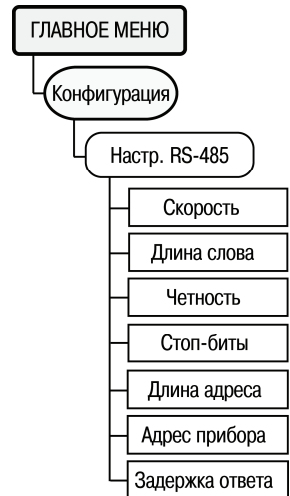 ГЛАВНОЕ МЕНЮ
Конфигурация
Настр. RS-485
Скорость
Длина слова
Четность
Стоп-биты
Длина адреса
Адрес прибора
Задержка ответа